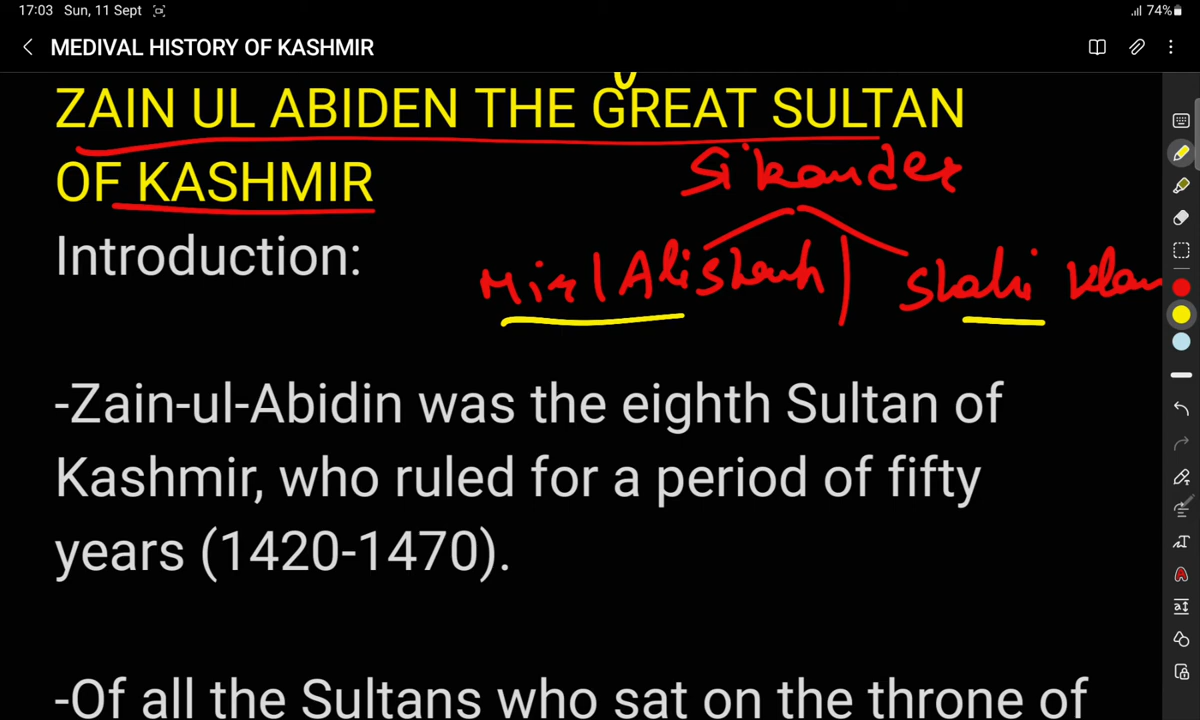 17:03 Sun, 11 Sept 74%
MEDIVAL HISTORY OF KASHMIR
ZAIN UL ABIDEN THE GREAT SULTAN
OF KASHMIR
Sikander
Introduction:
Mir / Alishah / Shahi Khan
-Zain-ul-Abidin was the eighth Sultan of
Kashmir, who ruled for a period of fifty
years (1420-1470).
-Of all the Sultans who sat on the throne of